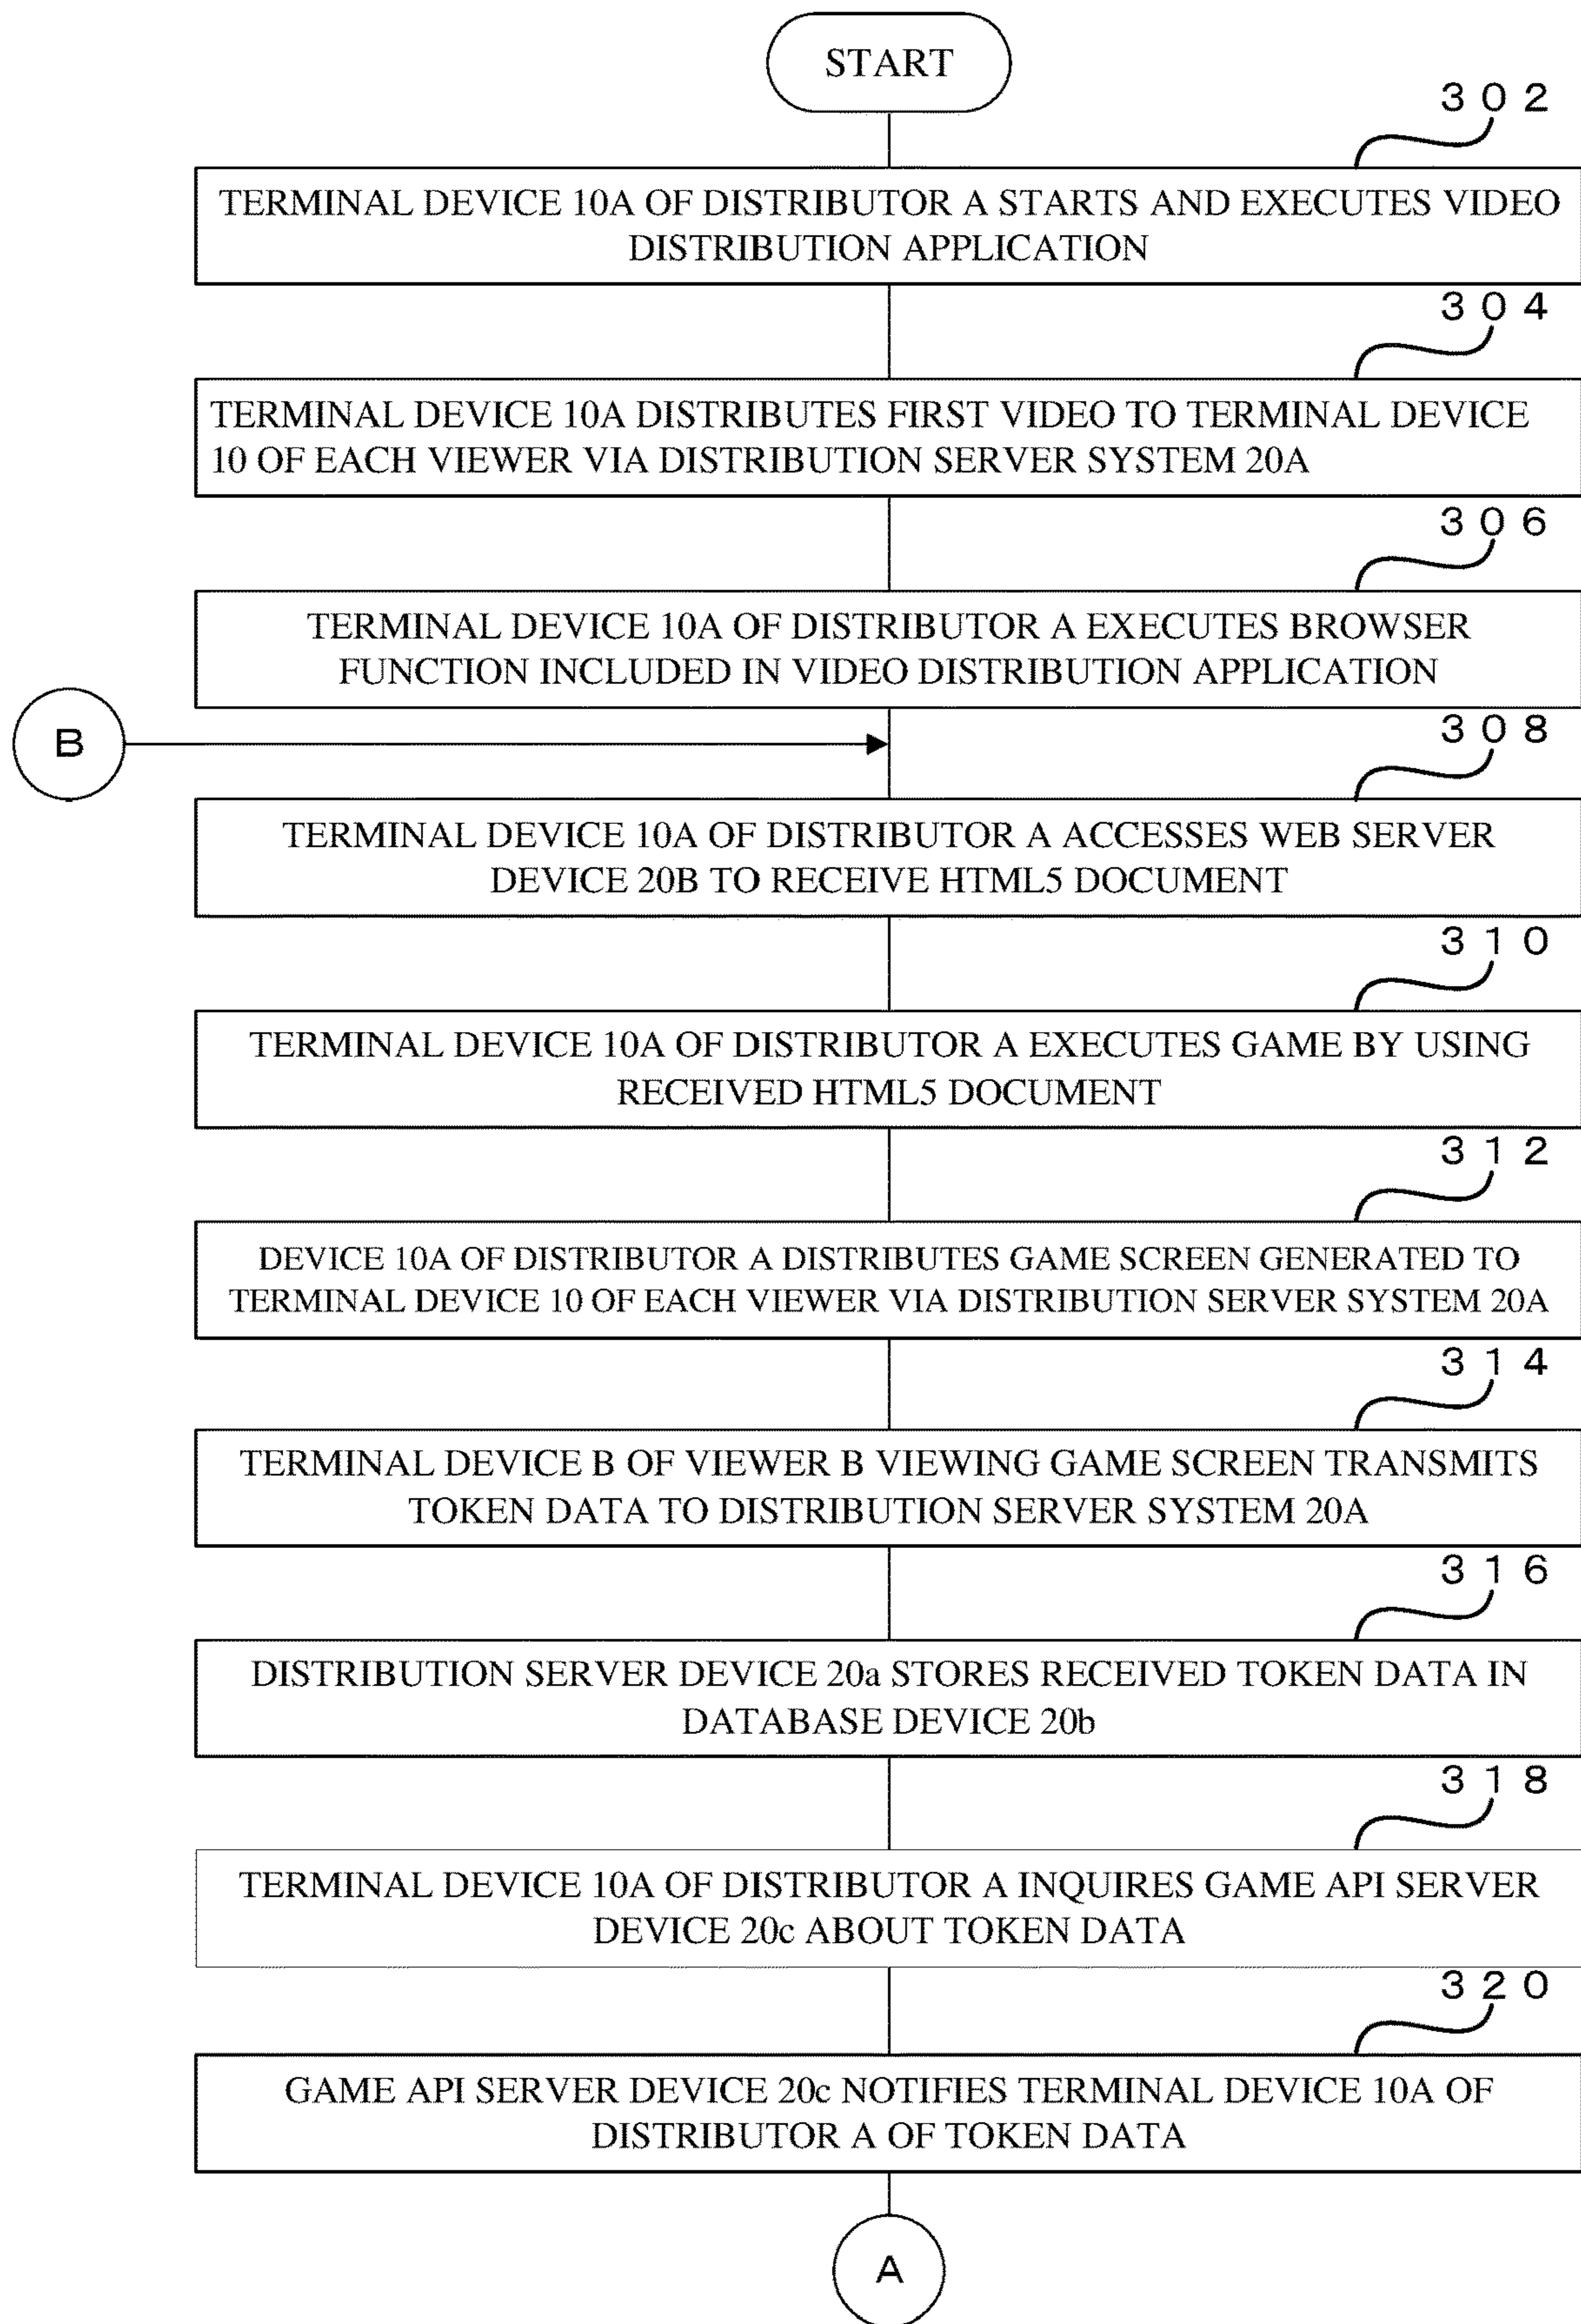 START
302
TERMINAL DEVICE 10A OF DISTRIBUTOR A STARTS AND EXECUTES VIDEO
DISTRIBUTION APPLICATION
304
TERMINAL DEVICE 10A DISTRIBUTES FIRST VIDEO TO TERMINAL DEVICE
10 OF EACH VIEWER VIA DISTRIBUTION SERVER SYSTEM 20A
306
TERMINAL DEVICE 10A OF DISTRIBUTOR A EXECUTES BROWSER
FUNCTION INCLUDED IN VIDEO DISTRIBUTION APPLICATION
B
308
TERMINAL DEVICE 10A OF DISTRIBUTOR A ACCESSES WEB SERVER
DEVICE 20B TO RECEIVE HTML5 DOCUMENT
310
TERMINAL DEVICE 10A OF DISTRIBUTOR A EXECUTES GAME BY USING
RECEIVED HTML5 DOCUMENT
312
DEVICE 10A OF DISTRIBUTOR A DISTRIBUTES GAME SCREEN GENERATED TO
TERMINAL DEVICE 10 OF EACH VIEWER VIA DISTRIBUTION SERVER SYSTEM 20A
314
TERMINAL DEVICE B OF VIEWER B VIEWING GAME SCREEN TRANSMITS
TOKEN DATA TO DISTRIBUTION SERVER SYSTEM 20A
316
DISTRIBUTION SERVER DEVICE 20a STORES RECEIVED TOKEN DATA IN
DATABASE DEVICE 20b
318
TERMINAL DEVICE 10A OF DISTRIBUTOR A INQUIRES GAME API SERVER
DEVICE 20c ABOUT TOKEN DATA
320
GAME API SERVER DEVICE 20c NOTIFIES TERMINAL DEVICE 10A OF
DISTRIBUTOR A OF TOKEN DATA
A